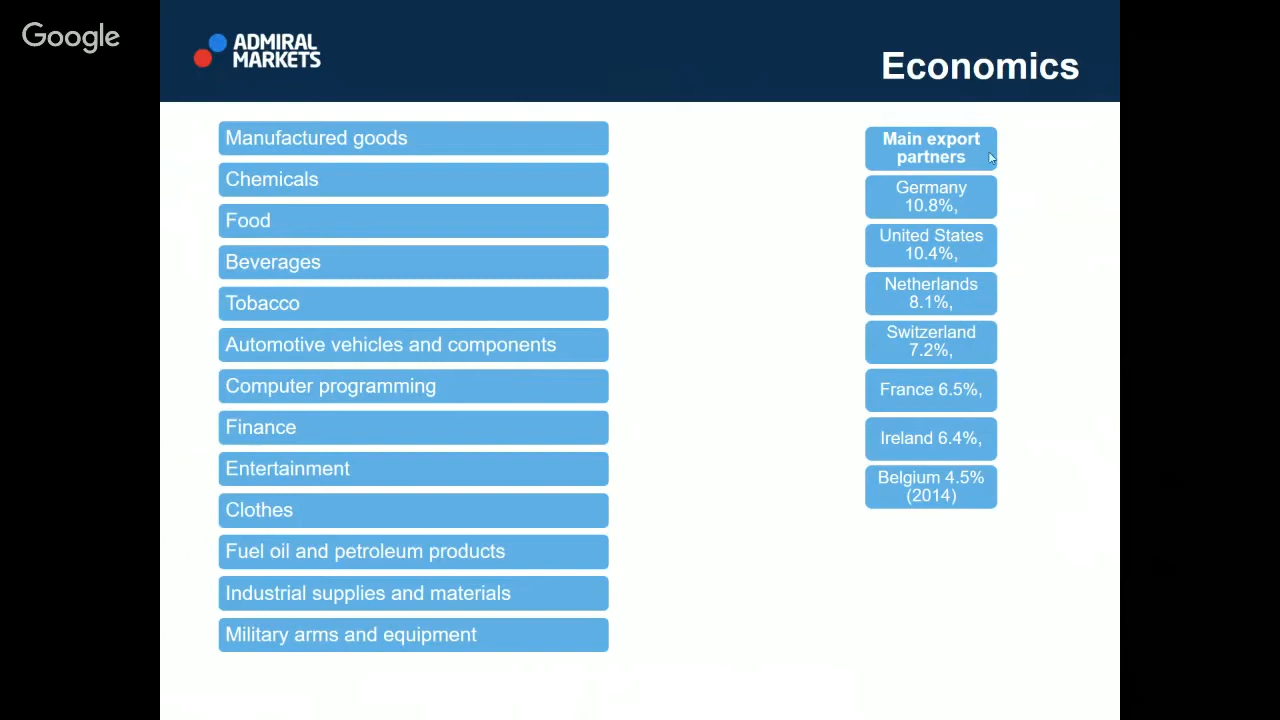 Google
ADMIRAL
MARKETS
Economics
Manufactured goods
Chemicals
Food
Beverages
Tobacco
Automotive vehicles and components
Computer programming
Finance
Entertainment
Clothes
Fuel oil and petroleum products
Industrial supplies and materials
Military arms and equipment
Main export
partners
Germany
10.8%,
United States
10.4%,
Netherlands
8.1%,
Switzerland
7.2%,
France 6.5%,
Ireland 6.4%,
Belgium 4.5%
(2014)